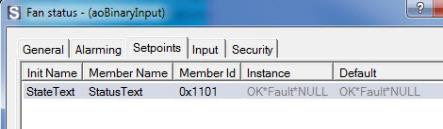 Fan status - (aoBinaryInput)
General Alarming Setpoints Input Security
Init Name Member Name Member Id Instance Default
StateText StatusText 0x1101 OK*Fault*NULL OK*Fault*NULL